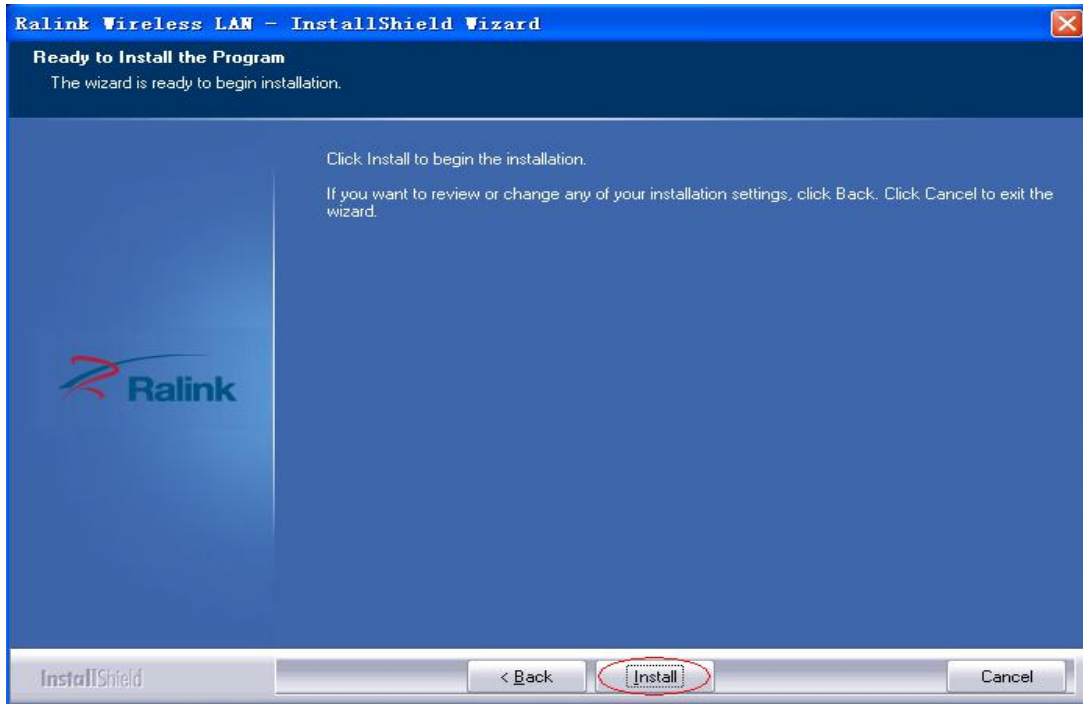 Ralink Wireless LAN - InstallShield Wizard
Ready to Install the Program
The wizard is ready to begin installation.
Click Install to begin the installation.
If you want to review or change any of your installation settings, click Back. Click Cancel to exit the
wizard.
Ralink
InstallShield
< Back
Install
Cancel